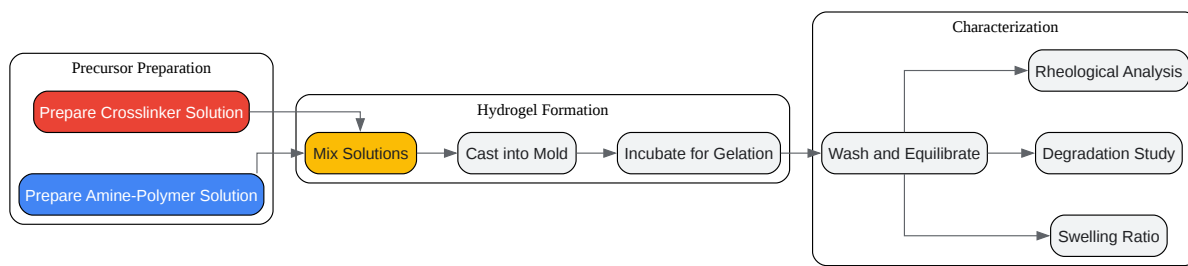 Precursor Preparation
Prepare Crosslinker Solution
Prepare Amine-Polymer Solution
Hydrogel Formation
Mix Solutions
Cast into Mold
Incubate for Gelation
Characterization
Wash and Equilibrate
Rheological Analysis
Degradation Study
Swelling Ratio